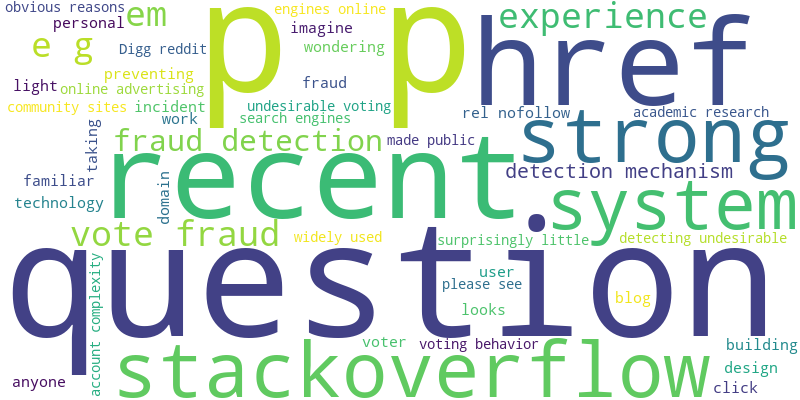 obvious reasons
personal
em
p p
engines online
imagine
href
experience
e g
Digg reddit
wondering
light
preventing
online advertising
fraud
community sites
incident
undesirable voting
rel nofollow
academic research
work
search engines
strong
taking
fraud detection
made public
recent
detection mechanism
familiar
technology
domain
system
vote fraud
widely used
surprisingly little
detecting undesirable
question
account complexity
user
please see
looks
blog
stackoverflow
voter
voting behavior
building
design
anyone
click